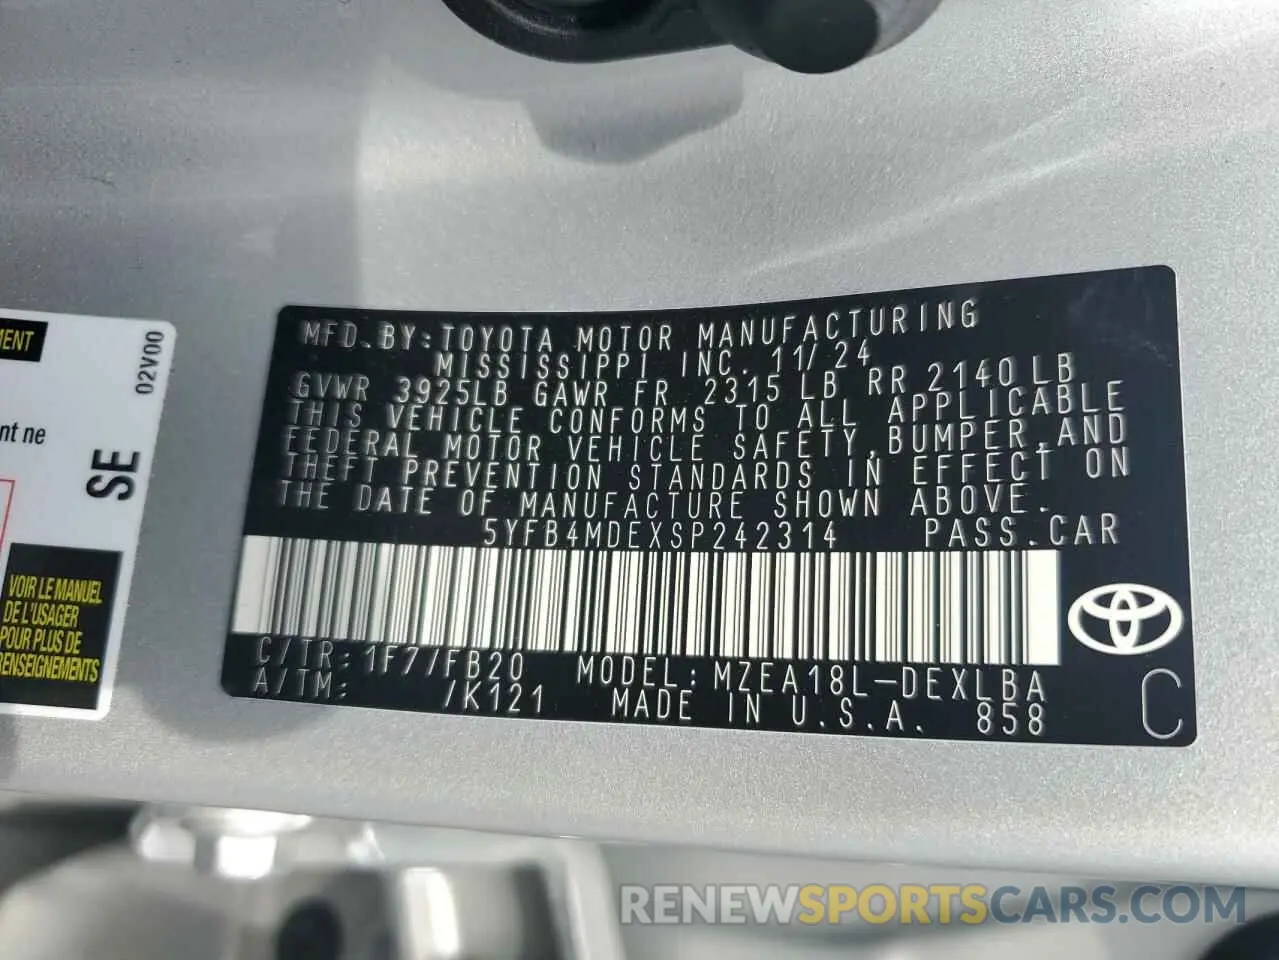 MENT
02V00
nt ne
SE
VOIR LE MANUEL
DE L'USAGER
POUR PLUS DE
RENSEIGNEMENTS
MFD. BY: TOYOTA MOTOR MANUFACTURING
MISSISSIPPI INC. 11/24
GVWR 3925LB GAWR FR 2315 LB RR 2140 LB
THIS VEHICLE CONFORMS TO ALL APPLICABLE
FEDERAL MOTOR VEHICLE SAFETY, BUMPER, AND
THEFT PREVENTION STANDARDS IN EFFECT ON
THE DATE OF MANUFACTURE SHOWN ABOVE.
5YFB4MDEXSP242314 PASS. CAR
C/TR: 1F7/FB20 MODEL: MZEA18L-DEXLBA
A/TM: /K121 MADE IN U.S.A. 858
C
RENEWSPORTSCARS.COM